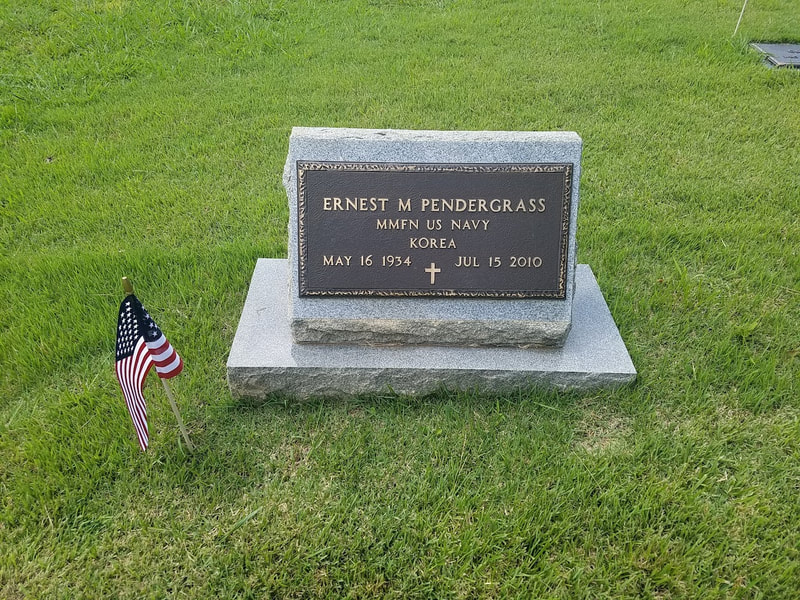 ERNEST M PENDERGRASS
MMFN US NAVY
KOREA
MAY 16 1934 JUL 15 2010